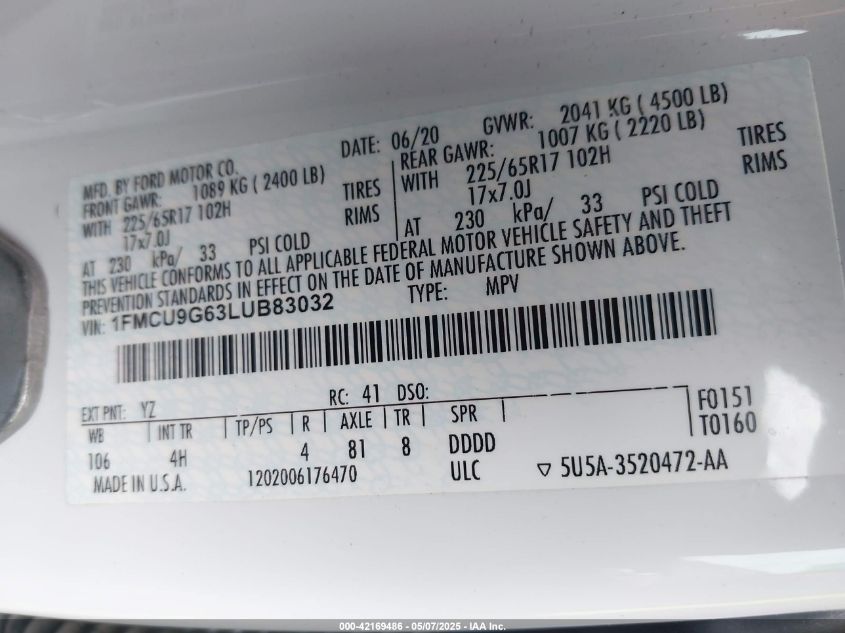 MFD. BY FORD MOTOR CO.
DATE: 06/20
GVWR: 2041 KG ( 4500 LB)
FRONT GAWR: 1089 KG ( 2400 LB)
REAR GAWR: 1007 KG ( 2220 LB)
WITH 225/65R17 102H TIRES
WITH 225/65R17 102H TIRES
17x7.0J RIMS
17x7.0J RIMS
AT 230 kPa/ 33 PSI COLD
AT 230 kPa/ 33 PSI COLD
THIS VEHICLE CONFORMS TO ALL APPLICABLE FEDERAL MOTOR VEHICLE SAFETY AND THEFT
PREVENTION STANDARDS IN EFFECT ON THE DATE OF MANUFACTURE SHOWN ABOVE.
VIN: 1FMCU9G63LUB83032
TYPE: MPV
EXT PNT: YZ RC: 41 DSO:
WB INT TR TP/PS R AXLE TR SPR
106 4H 4 81 8 DDDD
F0151
T0160
MADE IN U.S.A. 1202006176470 ULC
5U5A-3520472-AA
000-42169486 - 05/07/2025 - IAA Inc.